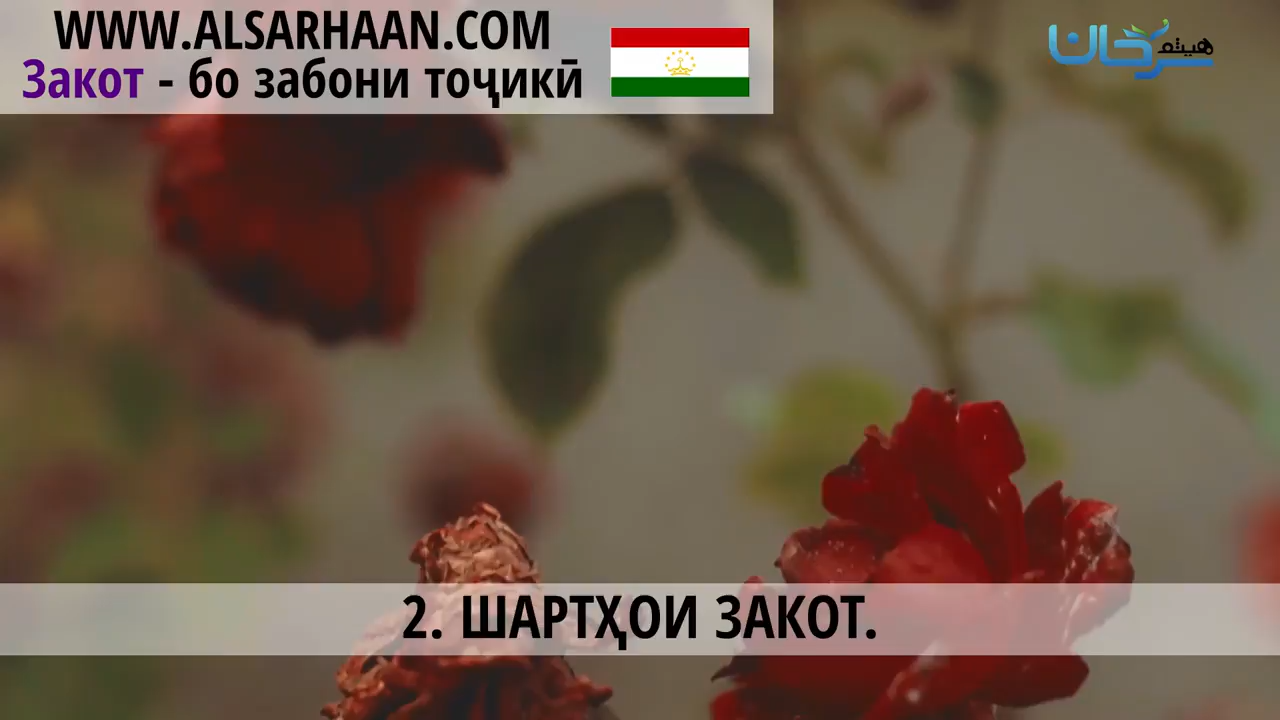 WWW.ALSARHAAN.COM
Закот - бо забони тоҷикӣ
هيثم
سرحان
2. ШАРТҲОИ ЗАКОТ.